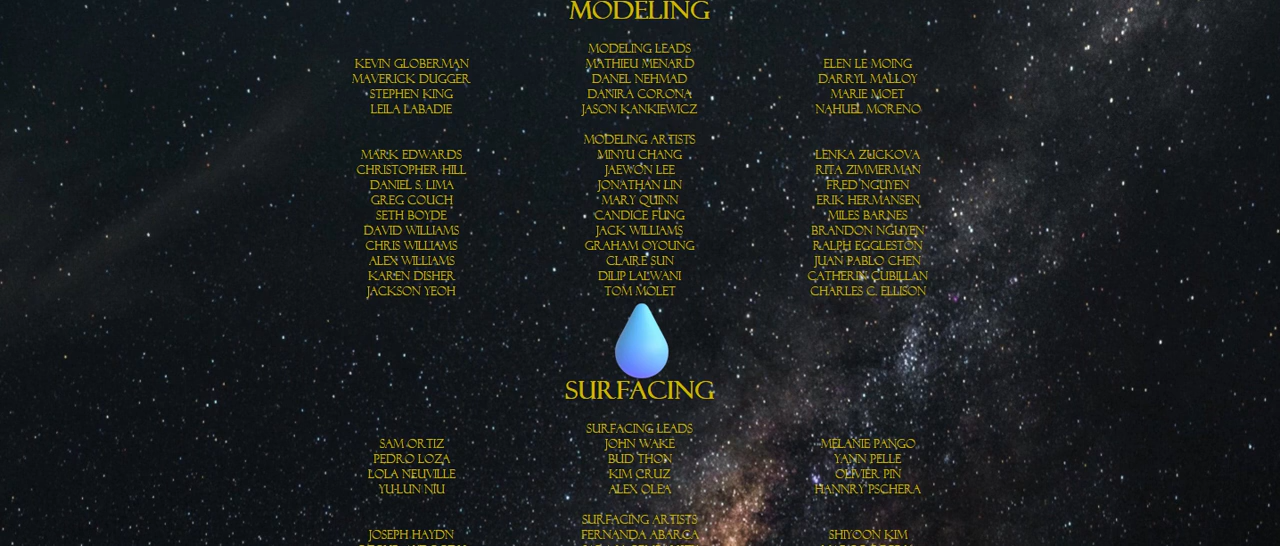 MODELING
MODELING LEADS
KEVIN GLOBERMAN MATHIEU MENARD ELEN LE MOING
MAVERICK DUGGER DANEL NEHMAD DARRYL MALLOY
STEPHEN KING DANIRA CORONA MARIE MOET
LEILA LABADIE JASON KANKIEWICZ NAHUEL MORENO
MODELING ARTISTS
MARK EDWARDS MINYU CHANG LENKA ZUCKOVA
CHRISTOPHER HILL JAEWON LEE RITA ZIMMERMAN
DANIEL S. LIMA JONATHAN LIN FRED NGUYEN
GREG COUCH MARY QUINN ERIK HERMANSEN
SETH BOYDE CANDICE FUNG MILES BARNES
DAVID WILLIAMS JACK WILLIAMS BRANDON NGUYEN
CHRIS WILLIAMS GRAHAM OYOUNG RALPH EGGLESTON
ALEX WILLIAMS CLAIRE SUN JUAN PABLO CHEN
KAREN DISHER DILIP LALWANI CATHERIN CUBILLAN
JACKSON YEOH TOM MOLET CHARLES C. ELLISON
SURFACING
SURFACING LEADS
SAM ORTIZ JOHN WAKE MELANIE PANGO
PEDRO LOZA BUD THON YANN PELLE
LOLA NEUVILLE KIM CRUZ OLIVIER PIN
YU-LUN NIU ALEX OLEA HANNRY PSCHERA
SURFACING ARTISTS
JOSEPH HAYDN FERNANDA ABARCA SHIYOON KIM